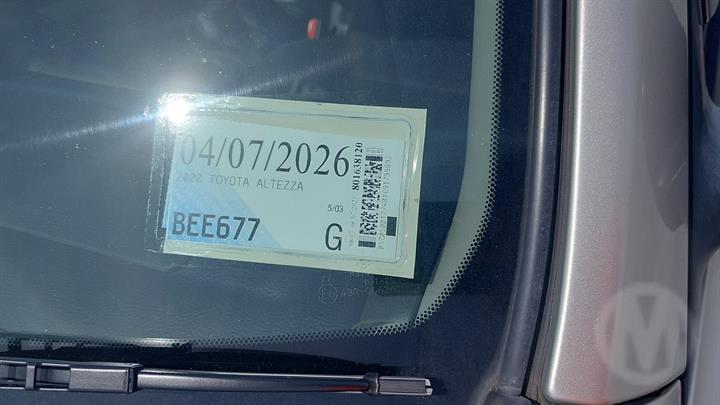 04/07/2026
2000 TOYOTA ALTEZZA
5/03
BEE677
G
801638120
M